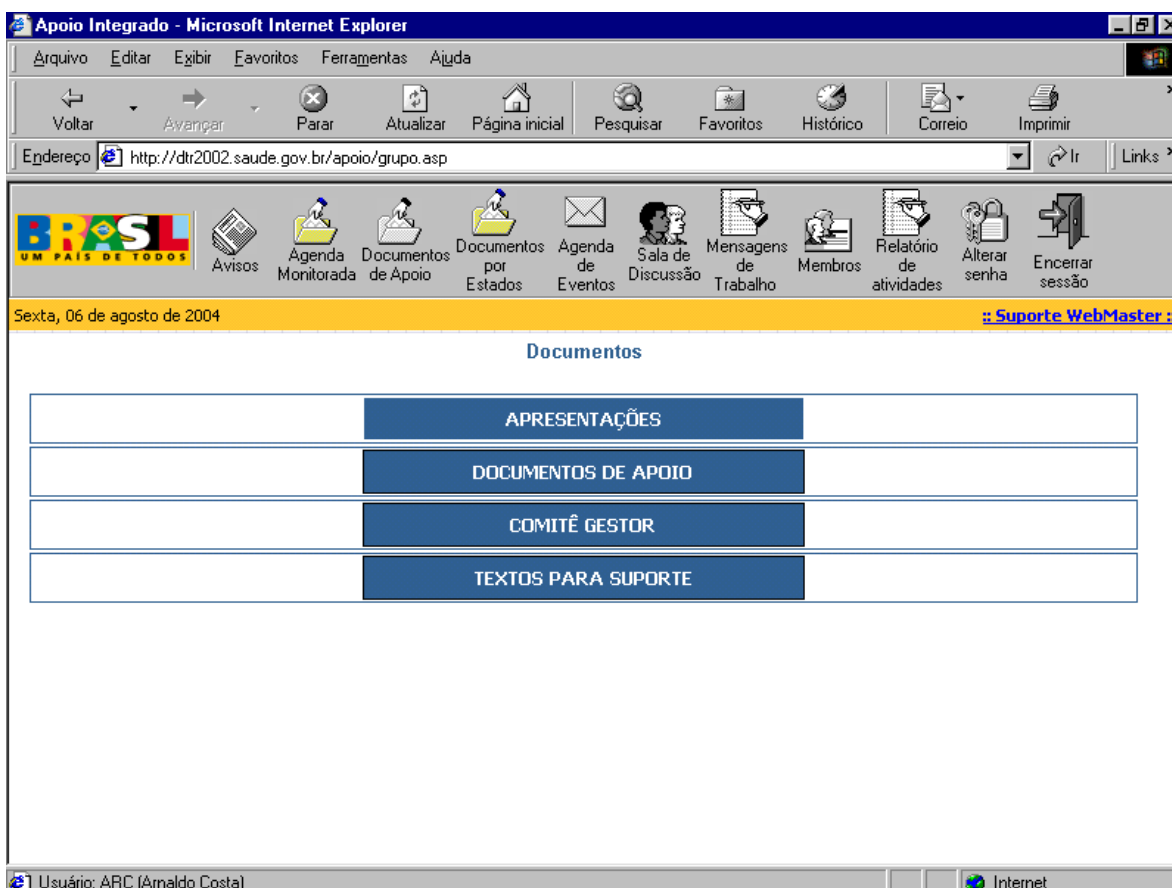 Apoio Integrado - Microsoft Internet Explorer
Arquivo Editar Exibir Favoritos Ferramentas Ajuda
Voltar Avançar Parar Atualizar Página inicial Pesquisar Favoritos Histórico Correio Imprimir
Endereço http://dtr2002.saude.gov.br/apoio/grupo.asp Ir Links
BRASIL
UM PAÍS DE TODOS
Avisos
Agenda
Monitorada
Documentos
de Apoio
Documentos
por
Estados
Agenda
de
Eventos
Sala de
Discussão
Mensagens
de
Trabalho
Membros
Relatório
de
atividades
Alterar
senha
Encerrar
sessão
Sexta, 06 de agosto de 2004 :: Suporte WebMaster :
Documentos
APRESENTAÇÕES
DOCUMENTOS DE APOIO
COMITÊ GESTOR
TEXTOS PARA SUPORTE
Usuário: ARC (Arnaldo Costa) Internet